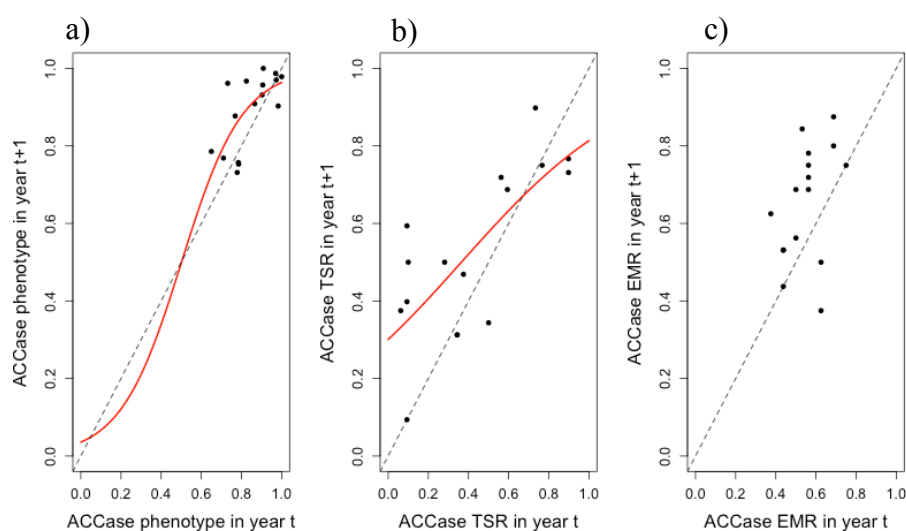 a) b) c)
ACCase phenotype in year t+1
1.0
0.8
0.6
0.4
0.2
0.0
0.0 0.2 0.4 0.6 0.8 1.0
ACCase phenotype in year t
ACCase TSR in year t+1
1.0
0.8
0.6
0.4
0.2
0.0
0.0 0.2 0.4 0.6 0.8 1.0
ACCase TSR in year t
ACCase EMR in year t+1
1.0
0.8
0.6
0.4
0.2
0.0
0.0 0.2 0.4 0.6 0.8 1.0
ACCase EMR in year t